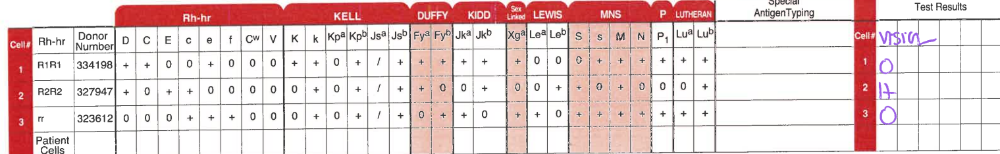 Rh-hr KELL DUFFY KIDD Sex Linked LEWIS MNS P LUTHERAN Special Antigen Typing Test Results
Cell# Rh-hr Donor Number D C E c e f Cw V K k Kpa Kpb Jsa Jsb Fya Fyb Jka Jkb Xga Lea Leb S s M N P1 Lua Lub Cell# Vision
1 R1R1 334198 + + 0 0 + 0 0 0 + + 0 + / + + + + + + 0 0 0 + + + + + + 1 0
2 R2R2 327947 + 0 + + 0 0 0 0 0 + 0 + / + + 0 0 + 0 0 + + 0 + 0 0 0 + 2 1+
3 rr 323612 0 0 0 + + + 0 0 0 + 0 + / + 0 + + 0 + + 0 + + + + + + + 3 0
Patient Cells